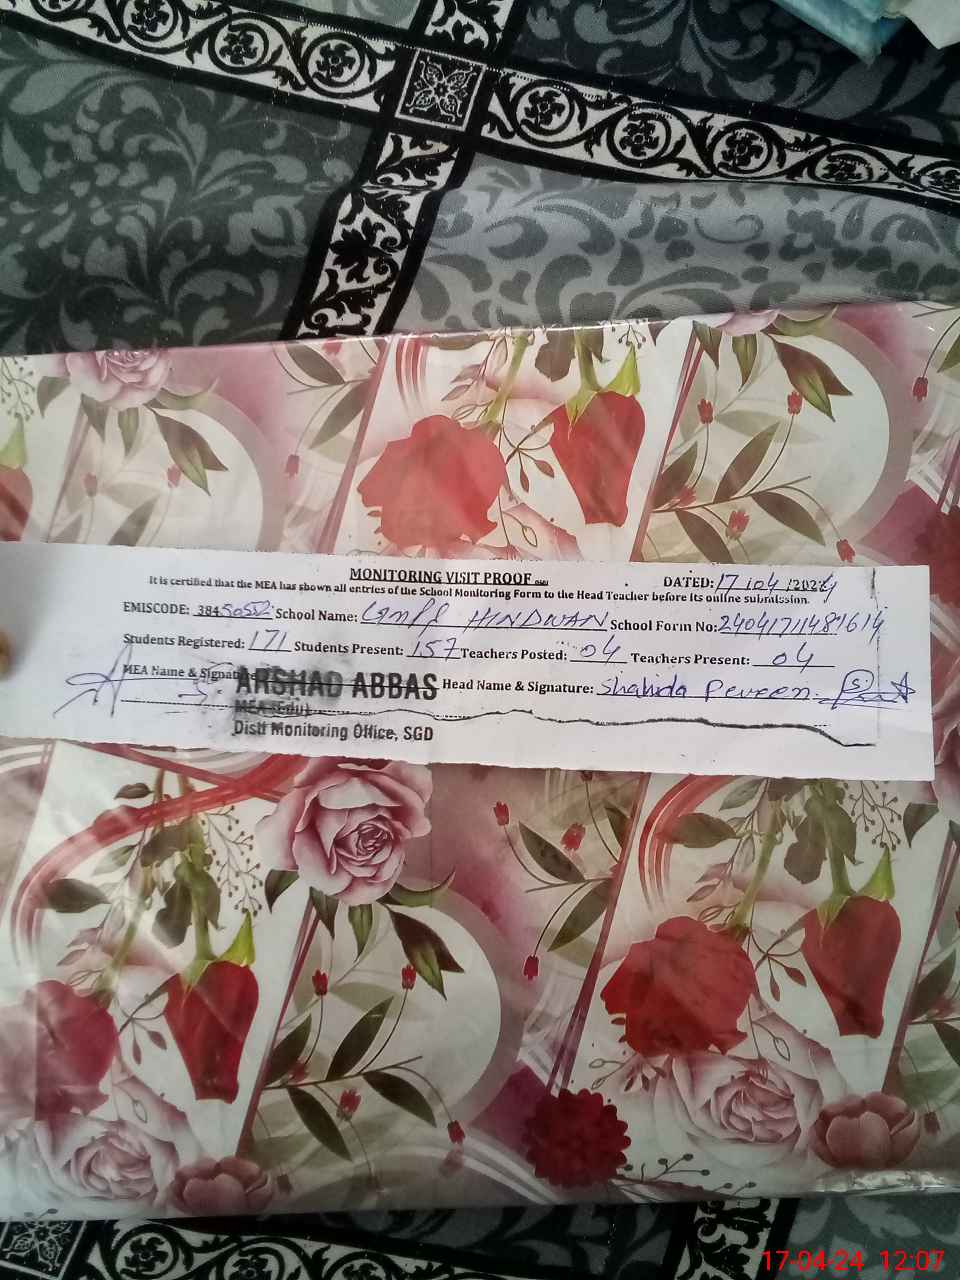 MONITORING VISIT PROOF
DATED: 17 /04 /2024
It is certified that the MEA has shown all entries of the School Monitoring Form to the Head Teacher before its online submission.
EMISCODE: 384 School Name: HINDWAN School Form No:
Students Registered: 171 Students Present: 157 Teachers Posted: 04 Teachers Present: 04
MEA Name & Signature ARSHAD ABBAS Head Name & Signature: Shahida Perveen
MEA (Edu)
Distt Monitoring Office, SGD
17-04-24 12:07